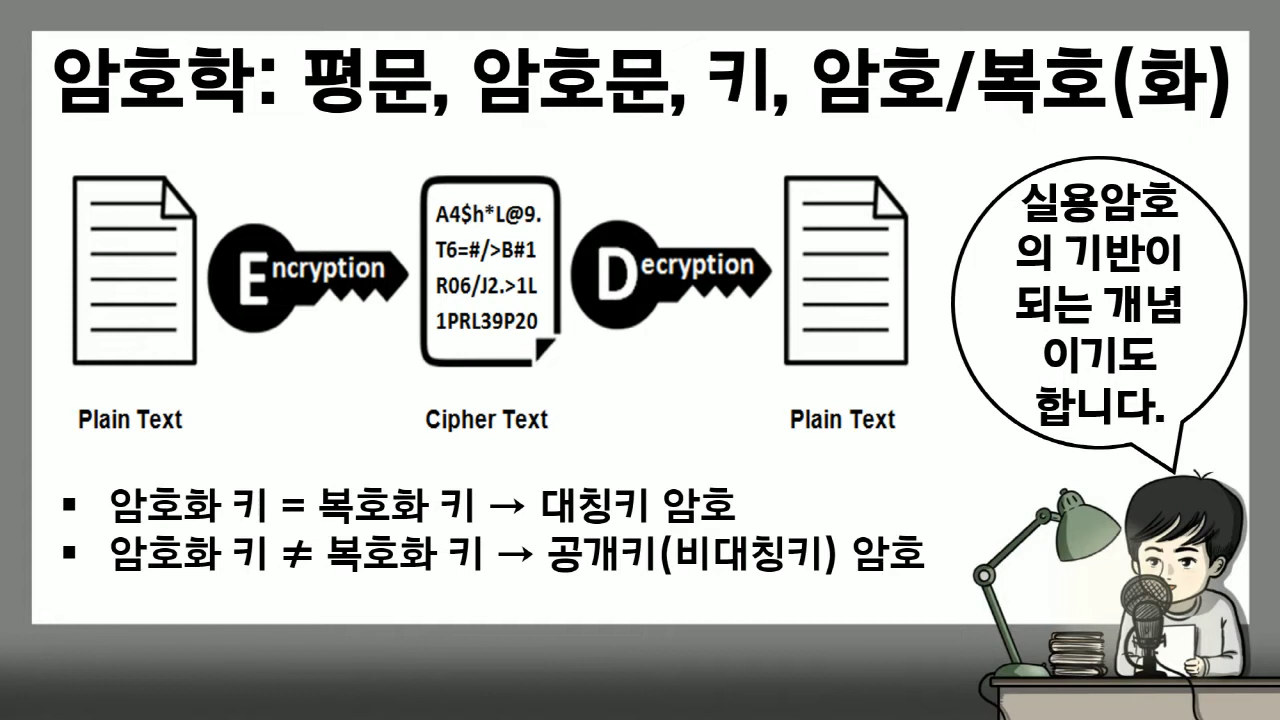 암호학: 평문, 암호문, 키, 암호/복호(화)
Encryption
A4$h*L@9.
T6=#/>B#1
R06/J2.>1L
1PRL39P20
Decryption
Plain Text
Cipher Text
Plain Text
실용암호
의 기반이
되는 개념
이기도
합니다.
▪ 암호화 키 = 복호화 키 → 대칭키 암호
▪ 암호화 키 ≠ 복호화 키 → 공개키(비대칭키) 암호